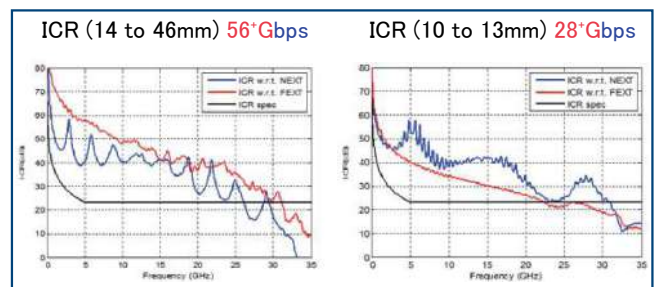 ICR (14 to 46mm) 56⁺Gbps
ICR (10 to 13mm) 28⁺Gbps
80
70
60
50
40
30
20
10
0
0 5 10 15 20 25 30 35
Frequency (GHz)
ICR w.r.t. NEXT
ICR w.r.t. FEXT
ICR spec
80
70
60
50
40
30
20
10
0
0 5 10 15 20 25 30 35
Frequency (GHz)
ICR w.r.t. NEXT
ICR w.r.t. FEXT
ICR spec